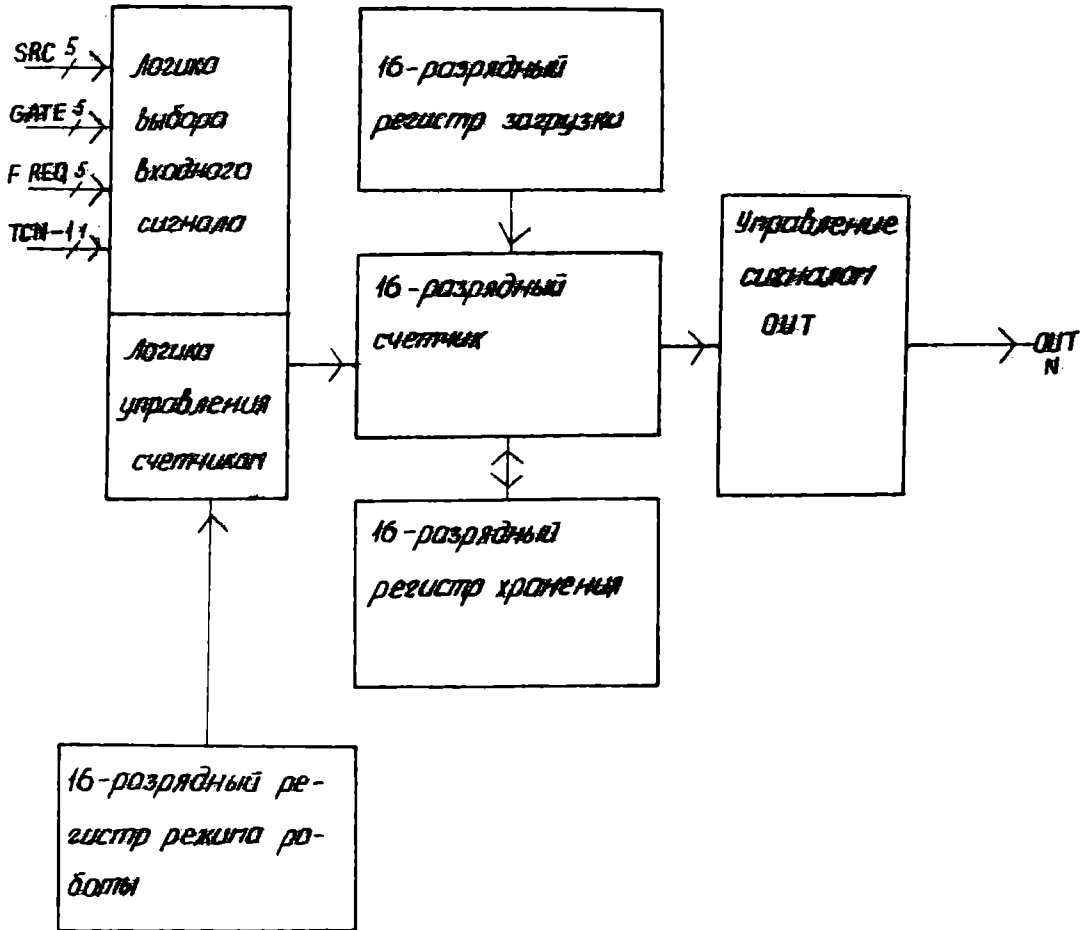 SRC 5
GATE 5
F REQ 5
TCN-1 1
Логика
выбора
входного
сигнала
Логика
управления
счетчиком
16-разрядный
регистр загрузки
16-разрядный
счетчик
16-разрядный
регистр хранения
Управление
сигналом
OUT
OUT
N
16-разрядный ре-
гистр режима ра-
боты